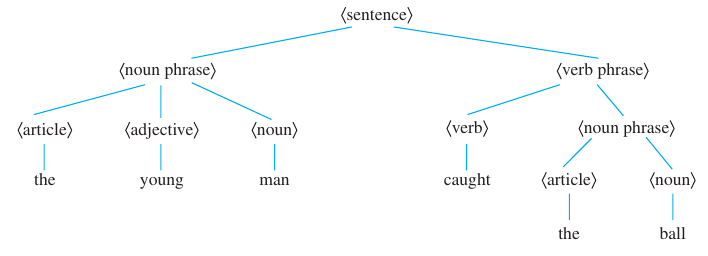 ⟨sentence⟩
⟨noun phrase⟩ ⟨verb phrase⟩
⟨article⟩ ⟨adjective⟩ ⟨noun⟩ ⟨verb⟩ ⟨noun phrase⟩
the young man caught ⟨article⟩ ⟨noun⟩
the ball